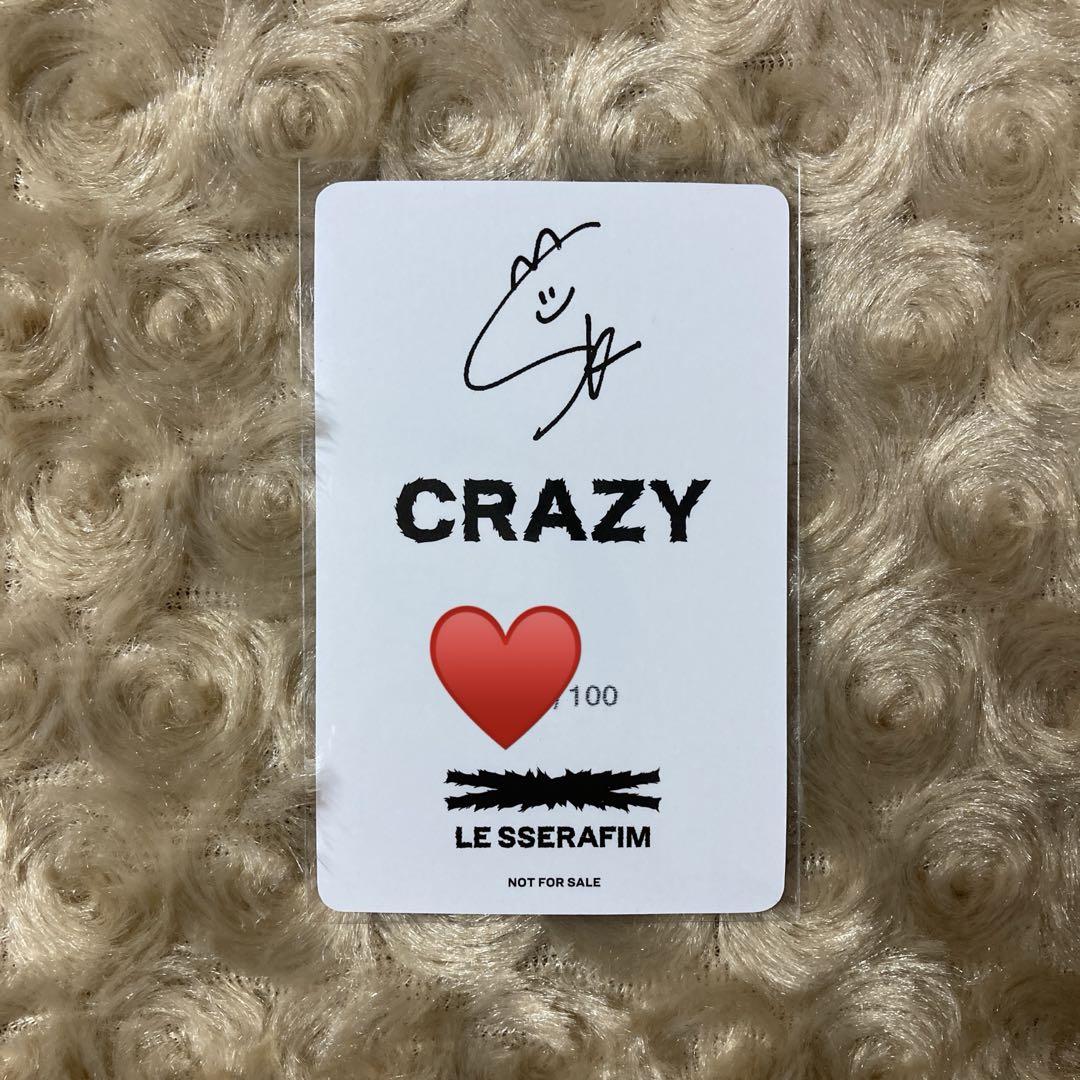 CRAZY
/100
LE SSERAFIM
NOT FOR SALE